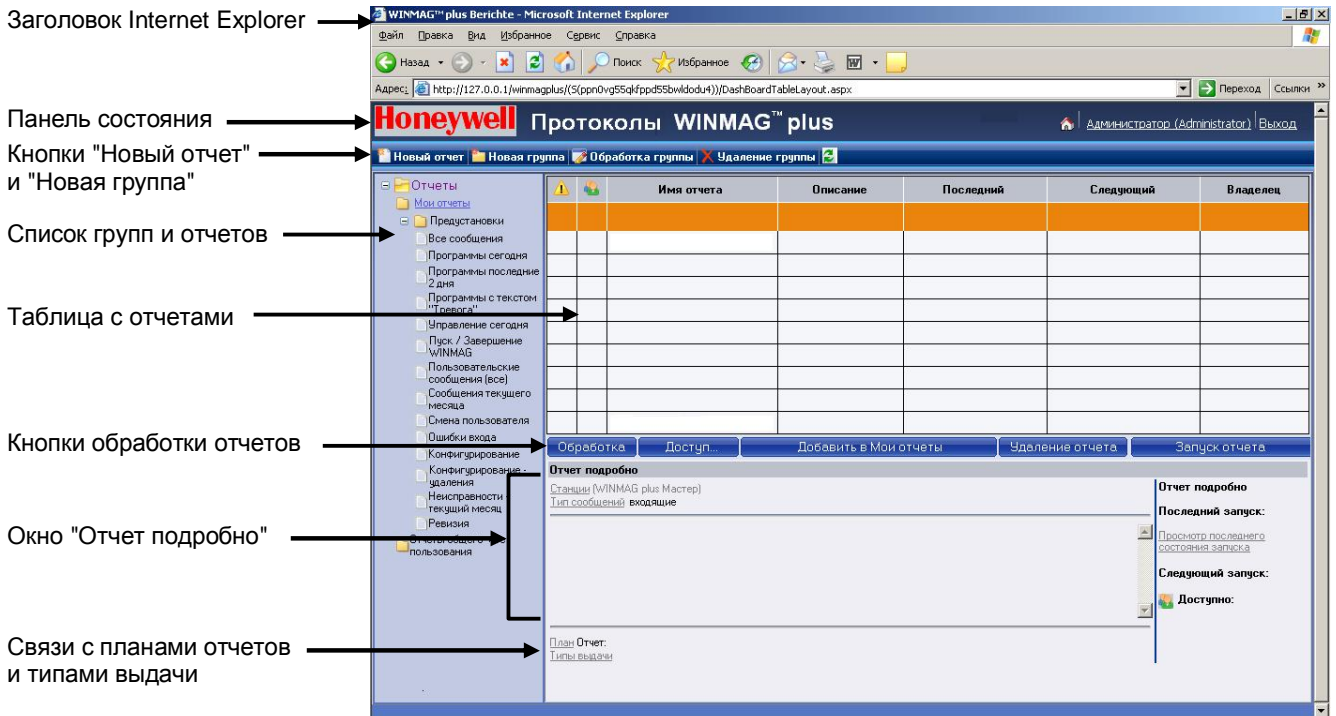 Заголовок Internet Explorer
Панель состояния
Кнопки "Новый отчет"
и "Новая группа"
Список групп и отчетов
Таблица с отчетами
Кнопки обработки отчетов
Окно "Отчет подробно"
Связи с планами отчетов
и типами выдачи
WINMAG™ plus Berichte - Microsoft Internet Explorer
Файл Правка Вид Избранное Сервис Справка
Назад Поиск Избранное
Адрес: http://127.0.0.1/winmagplus/(S(ppn0vg55qkfppd55bwldodu4))/DashBoardTableLayout.aspx Переход Ссылки »
Honeywell Протоколы WINMAG™ plus Администратор (Administrator) Выход
Новый отчет Новая группа Обработка группы Удаление группы
Отчеты
Мои отчеты
Предустановки
Все сообщения
Программы сегодня
Программы последние
2 дня
Программы с текстом
"Тревога"
Управление сегодня
Пуск / Завершение
WINMAG
Пользовательские
сообщения (все)
Сообщения текущего
месяца
Смена пользователя
Ошибки входа
Конфигурирование
Конфигурирование -
удаления
Неисправности -
текущий месяц
Ревизия
Отчеты общего
пользования
Имя отчета Описание Последний Следующий Владелец
Обработка Доступ... Добавить в Мои отчеты Удаление отчета Запуск отчета
Отчет подробно
Станции (WINMAG plus Мастер)
Тип сообщений входящие
План Отчет:
Типы выдачи
Отчет подробно
Последний запуск:
Просмотр последнего
состояния запуска
Следующий запуск:
Доступно: